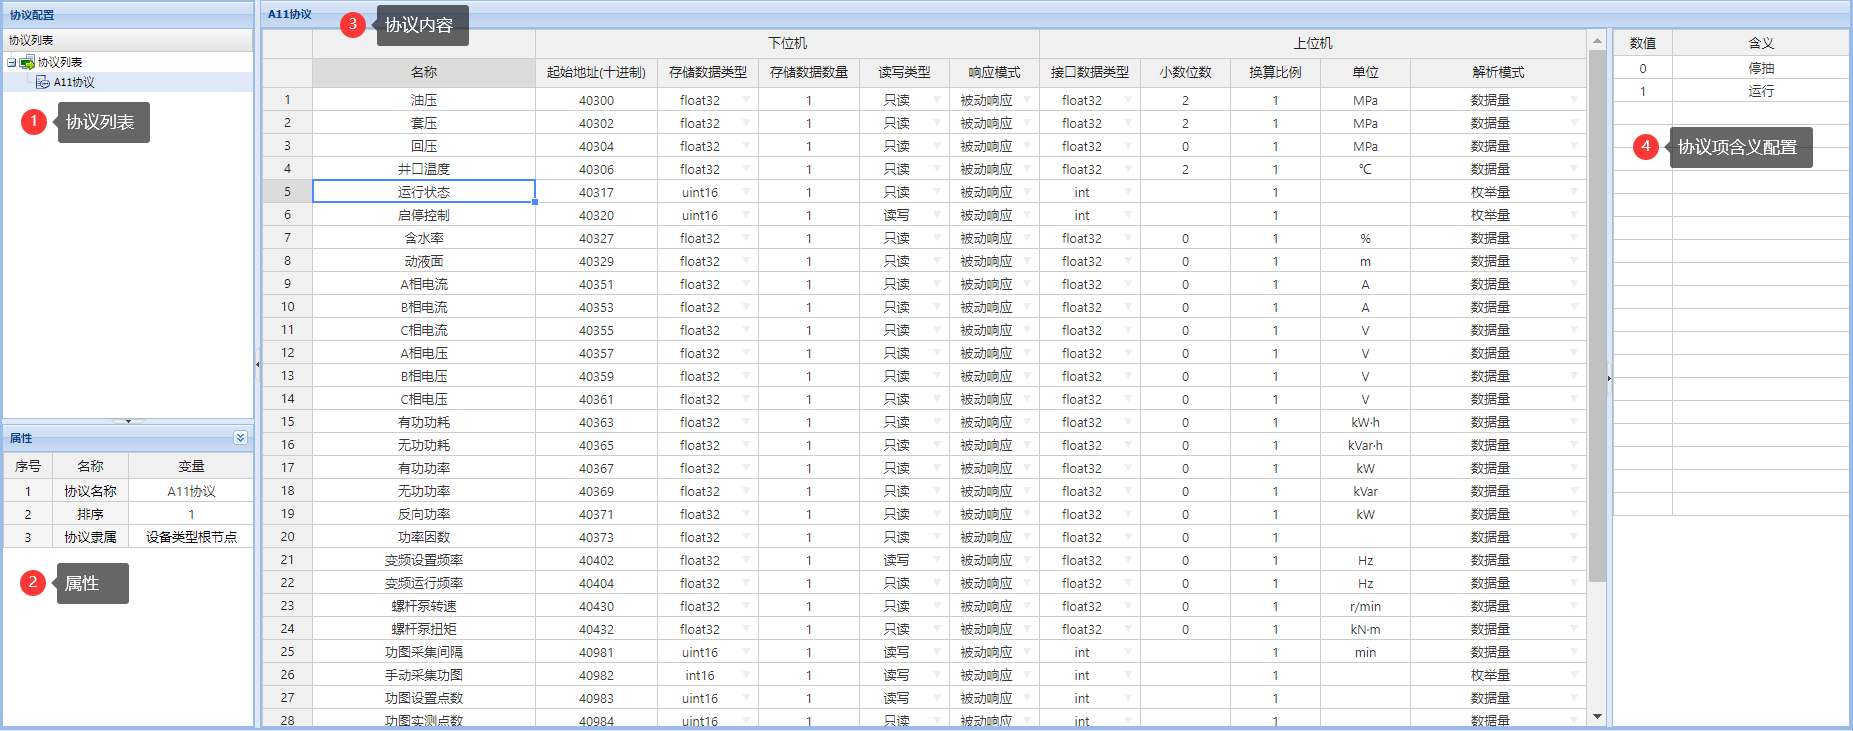 协议配置
协议列表
协议列表
A11协议
1 协议列表
属性
序号 名称 变量
1 协议名称 A11协议
2 排序 1
3 协议隶属 设备类型根节点
2 属性
A11协议
3 协议内容
下位机 上位机
名称 起始地址(十进制) 存储数据类型 存储数据数量 读写类型 响应模式 接口数据类型 小数位数 换算比例 单位 解析模式
1 油压 40300 float32 1 只读 被动响应 float32 2 1 MPa 数据量
2 套压 40302 float32 1 只读 被动响应 float32 2 1 MPa 数据量
3 回压 40304 float32 1 只读 被动响应 float32 0 1 MPa 数据量
4 井口温度 40306 float32 1 只读 被动响应 float32 2 1 ℃ 数据量
5 运行状态 40317 uint16 1 只读 被动响应 int 1 枚举量
6 启停控制 40320 uint16 1 读写 被动响应 int 1 枚举量
7 含水率 40327 float32 1 只读 被动响应 float32 0 1 % 数据量
8 动液面 40329 float32 1 只读 被动响应 float32 0 1 m 数据量
9 A相电流 40351 float32 1 只读 被动响应 float32 0 1 A 数据量
10 B相电流 40353 float32 1 只读 被动响应 float32 0 1 A 数据量
11 C相电流 40355 float32 1 只读 被动响应 float32 0 1 V 数据量
12 A相电压 40357 float32 1 只读 被动响应 float32 0 1 V 数据量
13 B相电压 40359 float32 1 只读 被动响应 float32 0 1 V 数据量
14 C相电压 40361 float32 1 只读 被动响应 float32 0 1 V 数据量
15 有功功耗 40363 float32 1 只读 被动响应 float32 0 1 kW·h 数据量
16 无功功耗 40365 float32 1 只读 被动响应 float32 0 1 kVar·h 数据量
17 有功功率 40367 float32 1 只读 被动响应 float32 0 1 kW 数据量
18 无功功率 40369 float32 1 只读 被动响应 float32 0 1 kVar 数据量
19 反向功率 40371 float32 1 只读 被动响应 float32 0 1 kW 数据量
20 功率因数 40373 float32 1 只读 被动响应 float32 0 1 数据量
21 变频设置频率 40402 float32 1 读写 被动响应 float32 0 1 Hz 数据量
22 变频运行频率 40404 float32 1 只读 被动响应 float32 0 1 Hz 数据量
23 螺杆泵转速 40430 float32 1 只读 被动响应 float32 0 1 r/min 数据量
24 螺杆泵扭矩 40432 float32 1 只读 被动响应 float32 0 1 kN·m 数据量
25 功图采集间隔 40981 uint16 1 读写 被动响应 int 1 min 数据量
26 手动采集功图 40982 int16 1 读写 被动响应 int 1 枚举量
27 功图设置点数 40983 uint16 1 读写 被动响应 int 1 数据量
28 功图实测点数 40984 uint16 1 只读 被动响应 int 1 数据量
数值 含义
0 停抽
1 运行
4 协议项含义配置